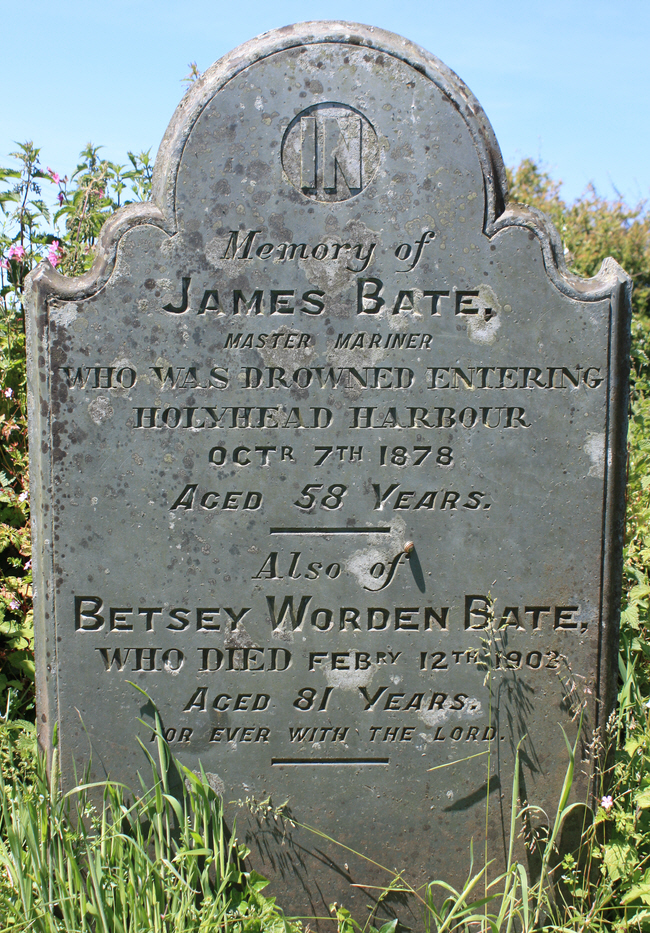 IN
Memory of
JAMES BATE,
MASTER MARINER
WHO WAS DROWNED ENTERING
HOLYHEAD HARBOUR
OCTR 7TH 1878
AGED 58 YEARS.
Also of
BETSEY WORDEN BATE,
WHO DIED FEBRY 12TH 1902
AGED 81 YEARS.
FOR EVER WITH THE LORD.